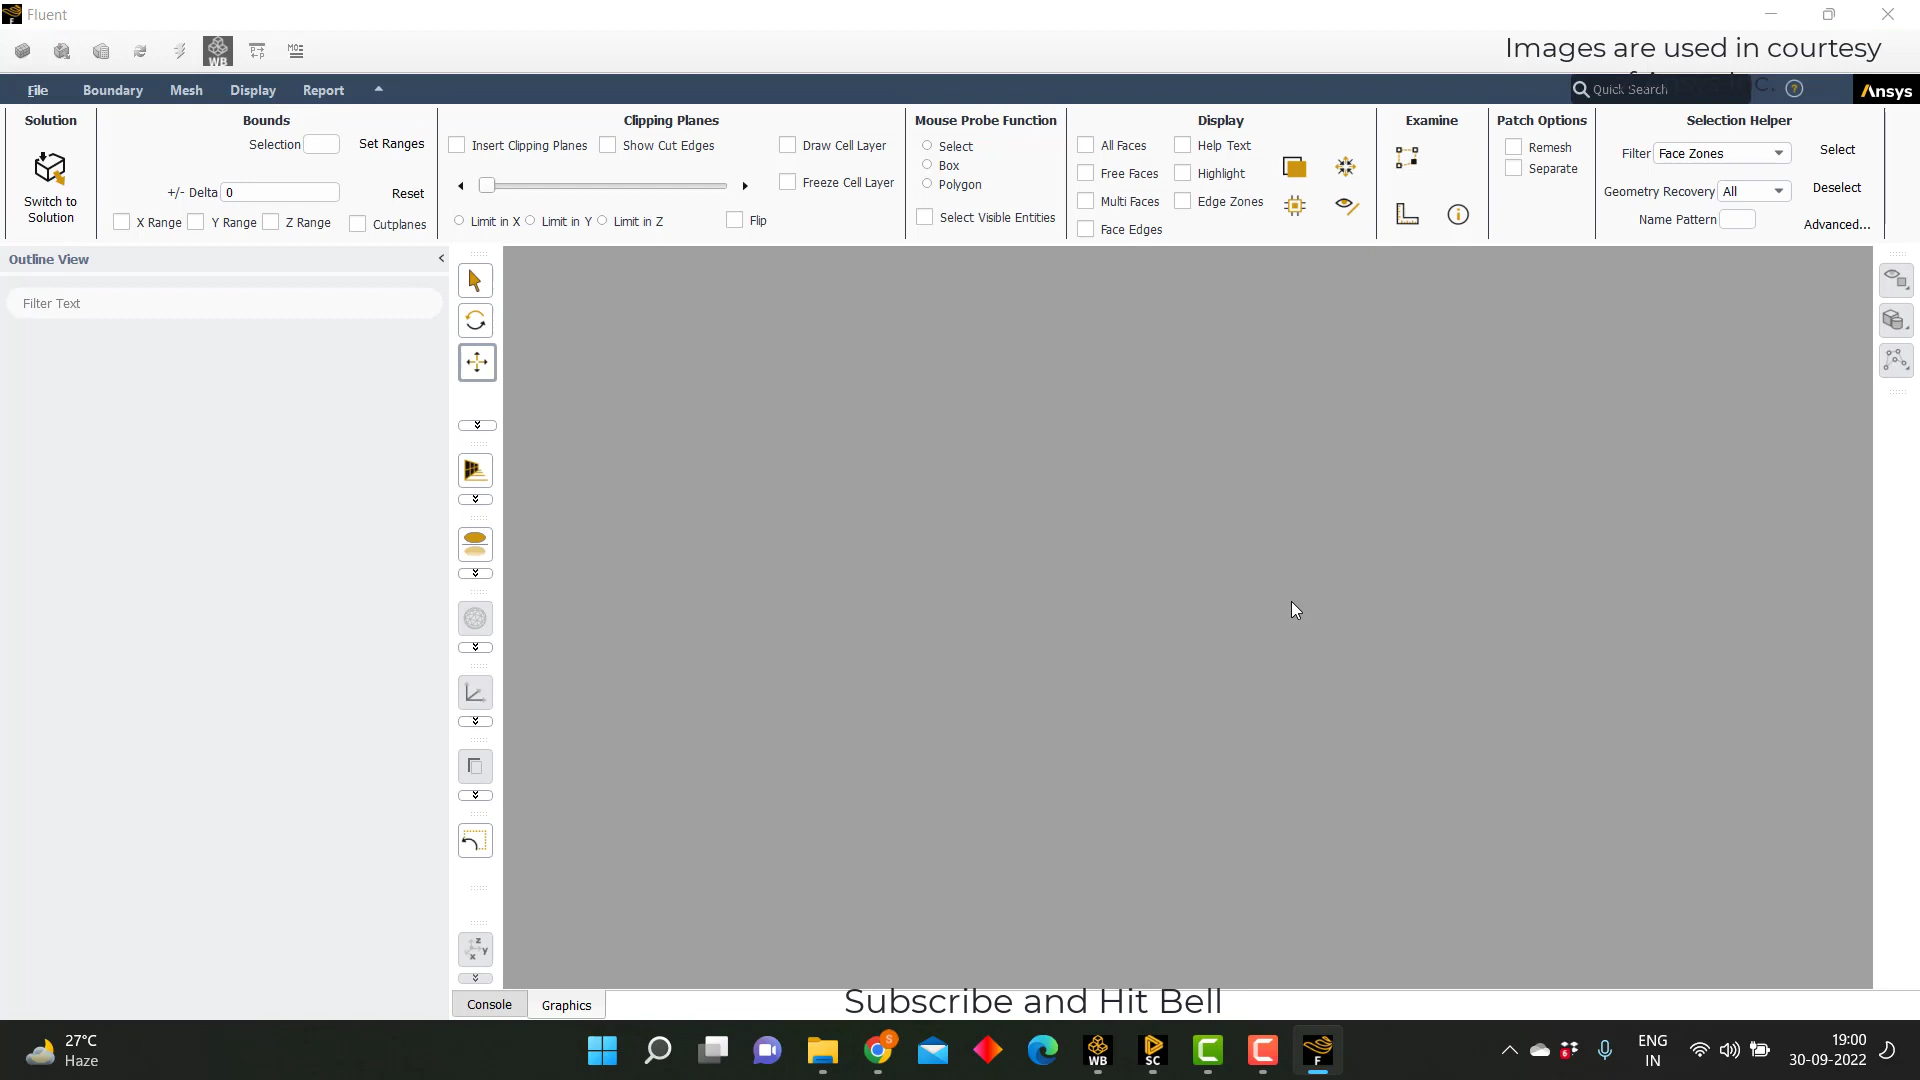 Fluent
WB
MO
Images are used in courtesy
File Boundary Mesh Display Report
Quick Search
Ansys
Solution
Switch to
Solution
Bounds
Selection Set Ranges
+/- Delta 0 Reset
X Range Y Range Z Range Cutplanes
Clipping Planes
Insert Clipping Planes Show Cut Edges Draw Cell Layer
Freeze Cell Layer
Limit in X Limit in Y Limit in Z Flip
Mouse Probe Function
Select
Box
Polygon
Select Visible Entities
Display
All Faces Help Text
Free Faces Highlight
Multi Faces Edge Zones
Face Edges
Examine
Patch Options
Remesh
Separate
Selection Helper
Filter Face Zones Select
Geometry Recovery All Deselect
Name Pattern Advanced...
Outline View
Filter Text
Console Graphics
Subscribe and Hit Bell
27°C
Haze
S
WB
SC
F
6
ENG
IN
19:00
30-09-2022